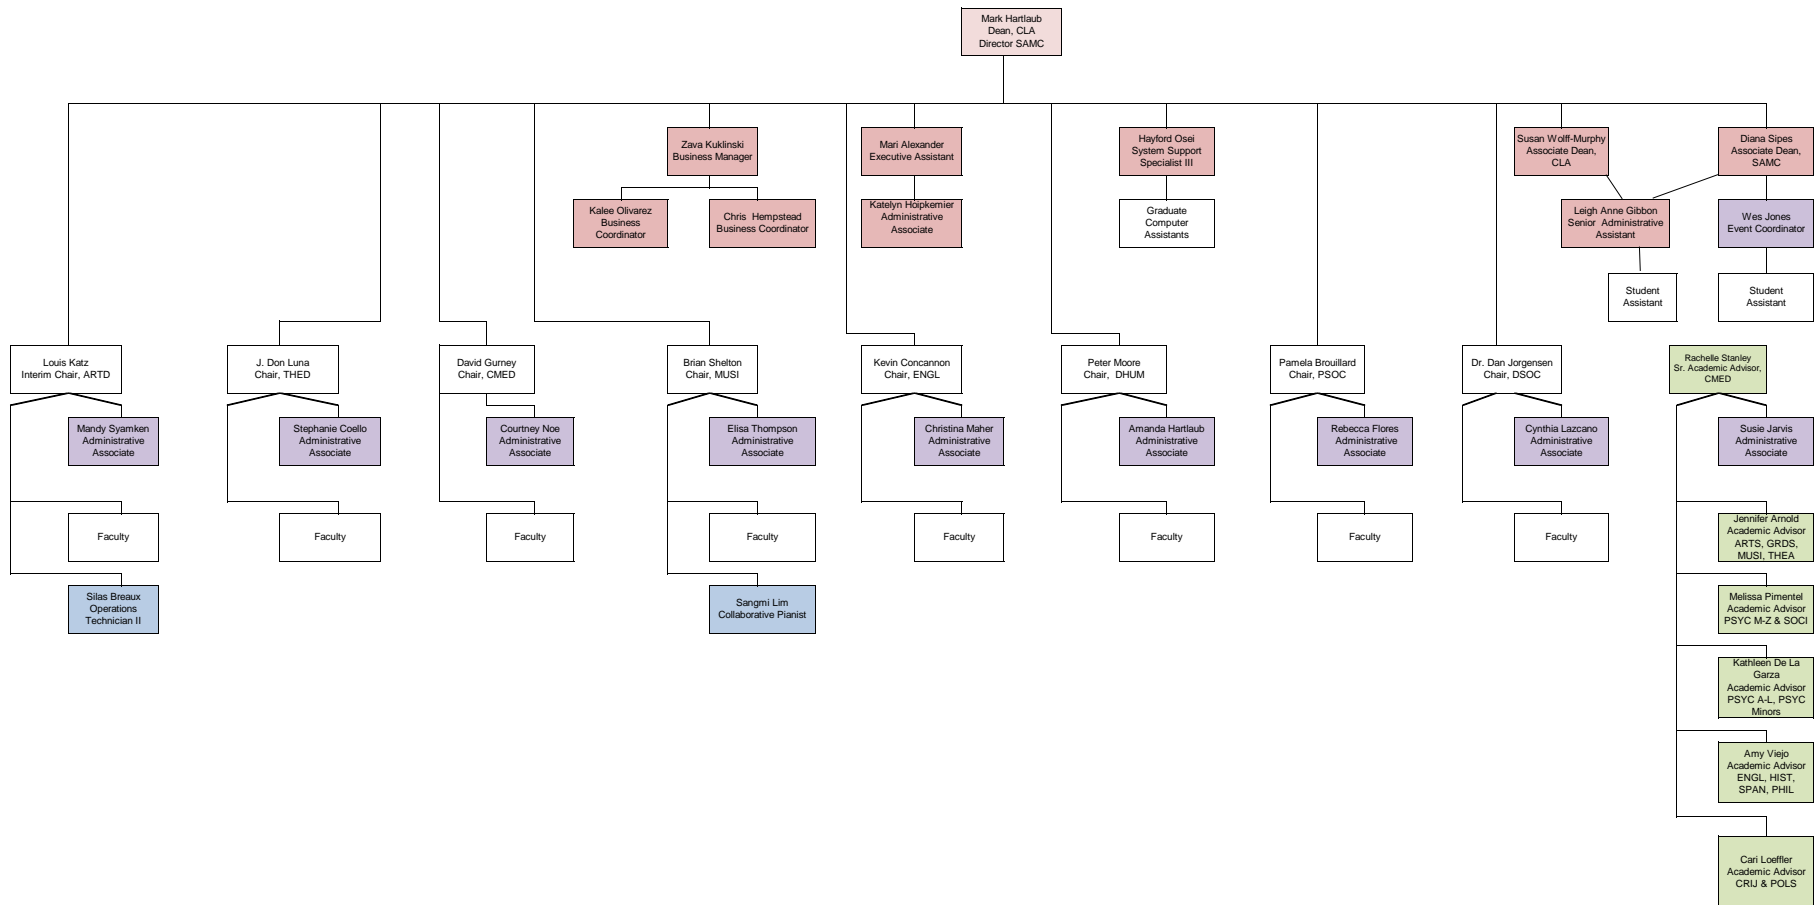 Mark Hartlaub
Dean, CLA
Director SAMC
Zava Kuklinski
Business Manager
Mari Alexander
Executive Assistant
Hayford Osei
System Support
Specialist III
Susan Wolff-Murphy
Associate Dean,
CLA
Diana Sipes
Associate Dean,
SAMC
Kalee Olivarez
Business
Coordinator
Chris Hempstead
Business Coordinator
Katelyn Hoipkemier
Administrative
Associate
Graduate
Computer
Assistants
Leigh Anne Gibbon
Senior Administrative
Assistant
Wes Jones
Event Coordinator
Student
Assistant
Student
Assistant
Louis Katz
Interim Chair, ARTD
J. Don Luna
Chair, THED
David Gurney
Chair, CMED
Brian Shelton
Chair, MUSI
Kevin Concannon
Chair, ENGL
Peter Moore
Chair, DHUM
Pamela Brouillard
Chair, PSOC
Dr. Dan Jorgensen
Chair, DSOC
Rachelle Stanley
Sr. Academic Advisor,
CMED
Mandy Syamken
Administrative
Associate
Stephanie Coello
Administrative
Associate
Courtney Noe
Administrative
Associate
Elisa Thompson
Administrative
Associate
Christina Maher
Administrative
Associate
Amanda Hartlaub
Administrative
Associate
Rebecca Flores
Administrative
Associate
Cynthia Lazcano
Administrative
Associate
Susie Jarvis
Administrative
Associate
Faculty
Faculty
Faculty
Faculty
Faculty
Faculty
Faculty
Faculty
Jennifer Arnold
Academic Advisor
ARTS, GRDS,
MUSI, THEA
Silas Breaux
Operations
Technician II
Sangmi Lim
Collaborative Pianist
Melissa Pimentel
Academic Advisor
PSYC M-Z & SOCI
Kathleen De La
Garza
Academic Advisor
PSYC A-L, PSYC
Minors
Amy Viejo
Academic Advisor
ENGL, HIST,
SPAN, PHIL
Cari Loeffler
Academic Advisor
CRIJ & POLS